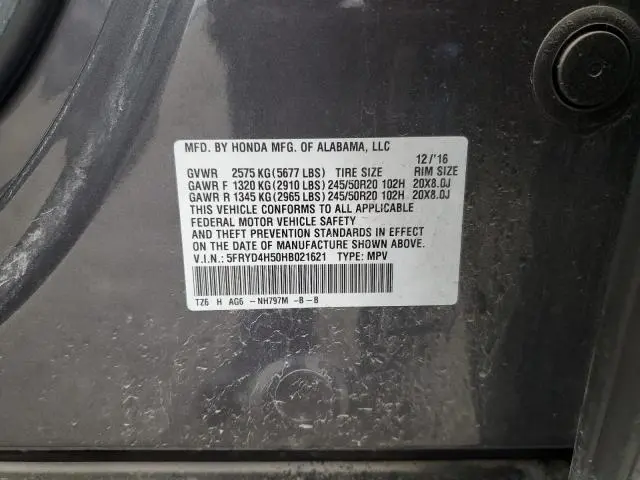 MFD. BY HONDA MFG. OF ALABAMA, LLC
12/'16
GVWR 2575 KG (5677 LBS) TIRE SIZE RIM SIZE
GAWR F 1320 KG (2910 LBS) 245/50R20 102H 20X8.0J
GAWR R 1345 KG (2965 LBS) 245/50R20 102H 20X8.0J
THIS VEHICLE CONFORMS TO ALL APPLICABLE
FEDERAL MOTOR VEHICLE SAFETY
AND THEFT PREVENTION STANDARDS IN EFFECT
ON THE DATE OF MANUFACTURE SHOWN ABOVE.
V.I.N.: 5FRYD4H50HB021621 TYPE: MPV
TZ6 H AG6 -NH797M -B-B